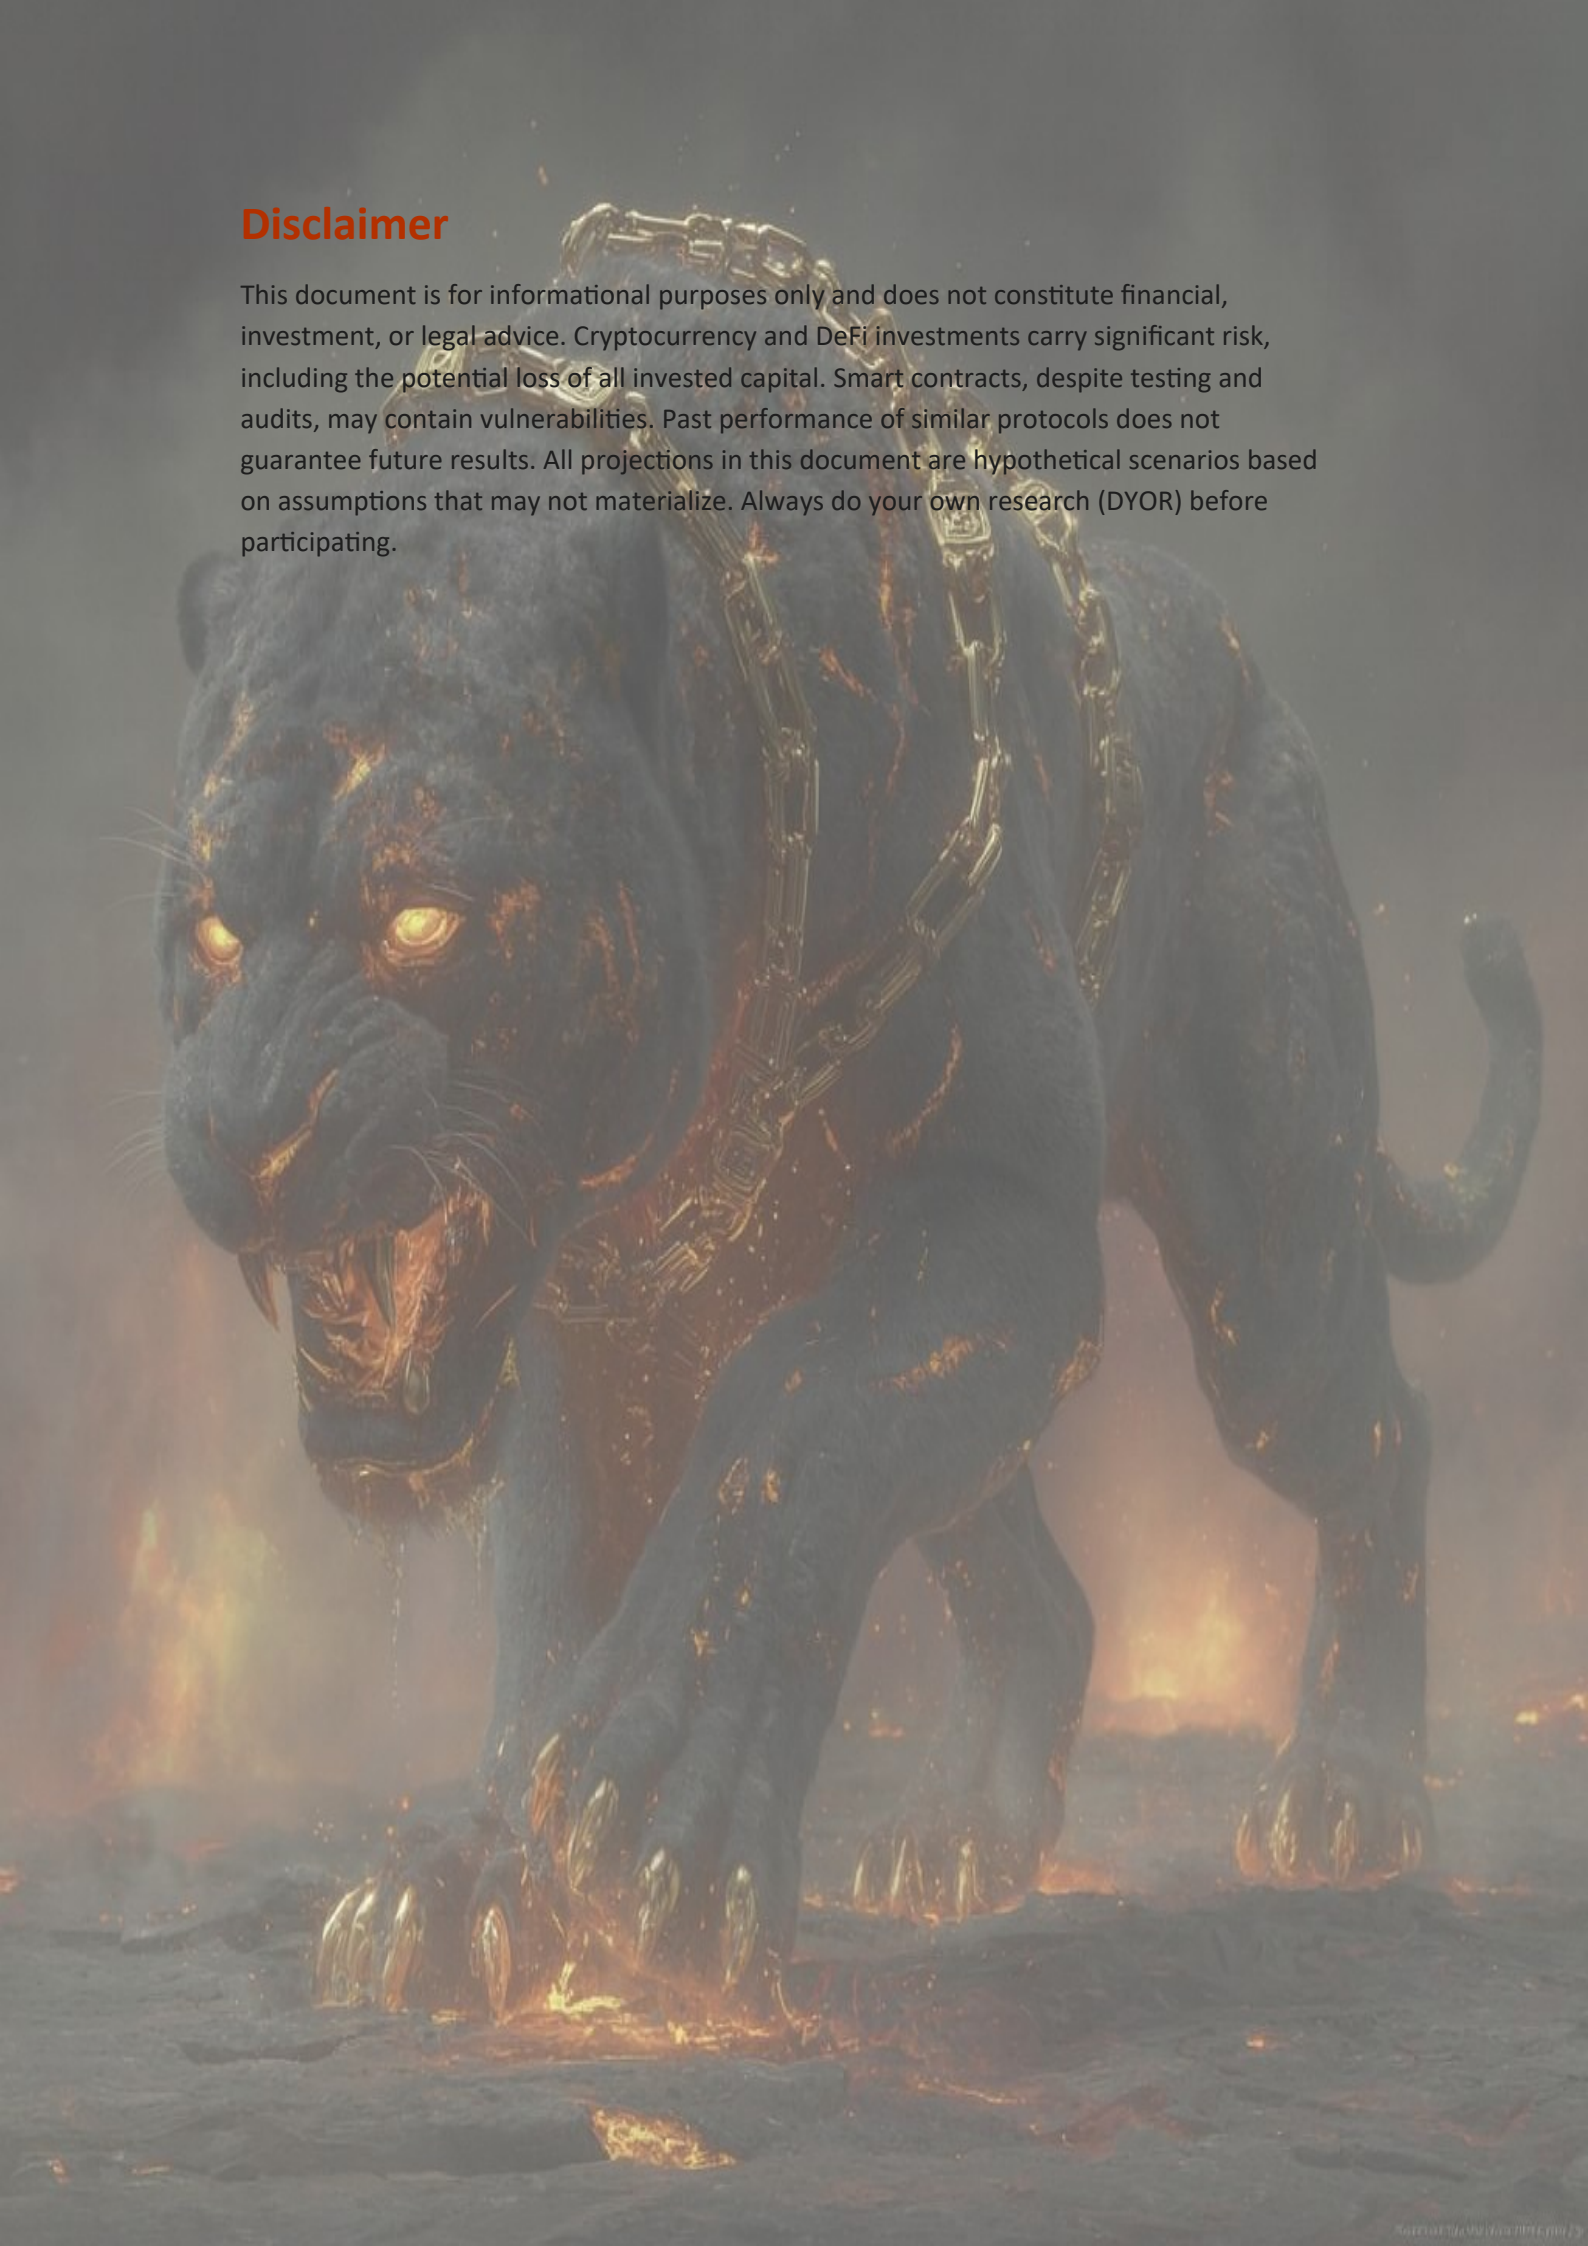 Disclaimer
This document is for informational purposes only and does not constitute financial,
investment, or legal advice. Cryptocurrency and DeFi investments carry significant risk,
including the potential loss of all invested capital. Smart contracts, despite testing and
audits, may contain vulnerabilities. Past performance of similar protocols does not
guarantee future results. All projections in this document are hypothetical scenarios based
on assumptions that may not materialize. Always do your own research (DYOR) before
participating.